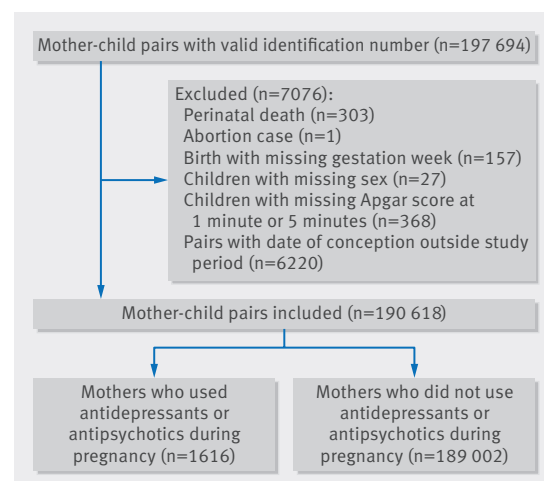 Mother-child pairs with valid identification number (n=197 694)
Excluded (n=7076):
Perinatal death (n=303)
Abortion case (n=1)
Birth with missing gestation week (n=157)
Children with missing sex (n=27)
Children with missing Apgar score at
1 minute or 5 minutes (n=368)
Pairs with date of conception outside study
period (n=6220)
Mother-child pairs included (n=190 618)
Mothers who used
antidepressants or
antipsychotics during
pregnancy (n=1616)
Mothers who did not use
antidepressants or
antipsychotics during
pregnancy (n=189 002)